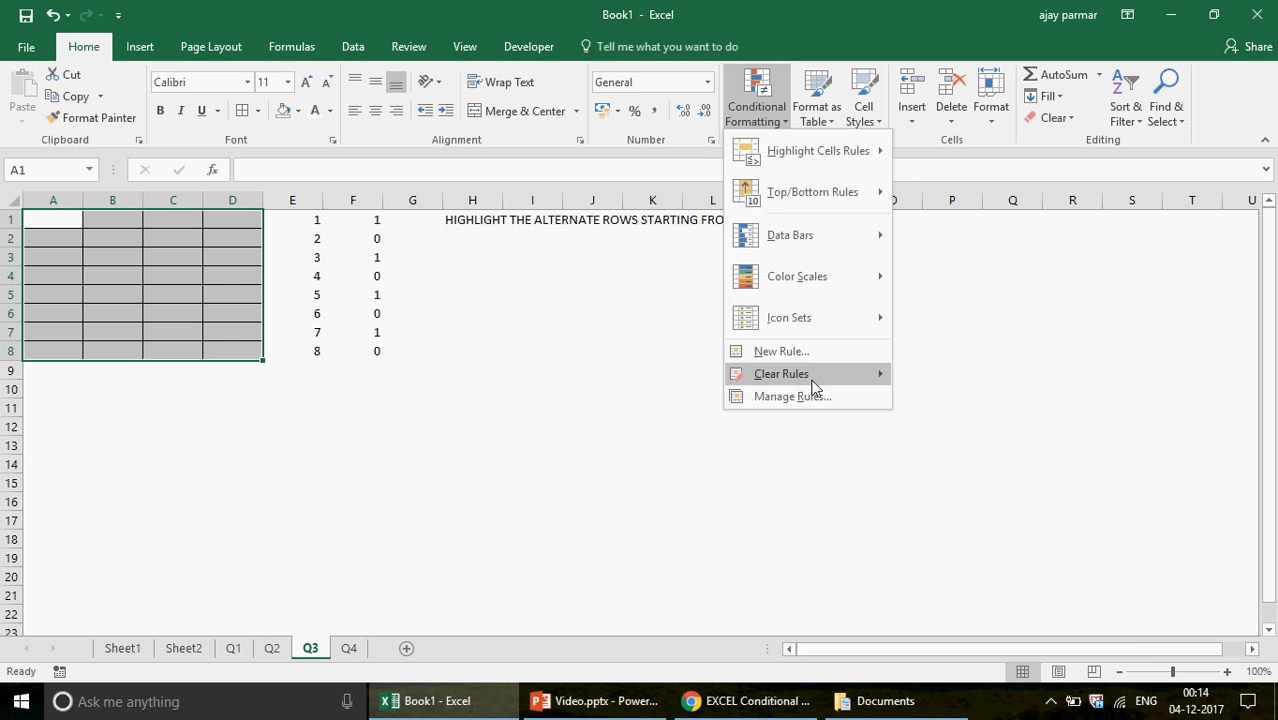 Book1 - Excel
ajay parmar
File Home Insert Page Layout Formulas Data Review View Developer Tell me what you want to do Share
Paste
Cut
Copy
Format Painter
Clipboard
Calibri 11
B I U
Font
Wrap Text
Merge & Center
Alignment
General
Number
Conditional Formatting
Format as Table
Cell Styles
Insert Delete Format
Cells
AutoSum
Fill
Clear
Sort & Filter
Find & Select
Editing
A1
fx
Highlight Cells Rules
Top/Bottom Rules
Data Bars
Color Scales
Icon Sets
New Rule...
Clear Rules
Manage Rules...
A B C D E F G H I J K L O P Q R S T U
1 1 1 HIGHLIGHT THE ALTERNATE ROWS STARTING FRO
2 2 0
3 3 1
4 4 0
5 5 1
6 6 0
7 7 1
8 8 0
9
10
11
12
13
14
15
16
17
18
19
20
21
22
23
Sheet1 Sheet2 Q1 Q2 Q3 Q4
Ready
100%
Ask me anything
Book1 - Excel
Video.pptx - Power...
EXCEL Conditional ...
Documents
ENG
00:14
04-12-2017